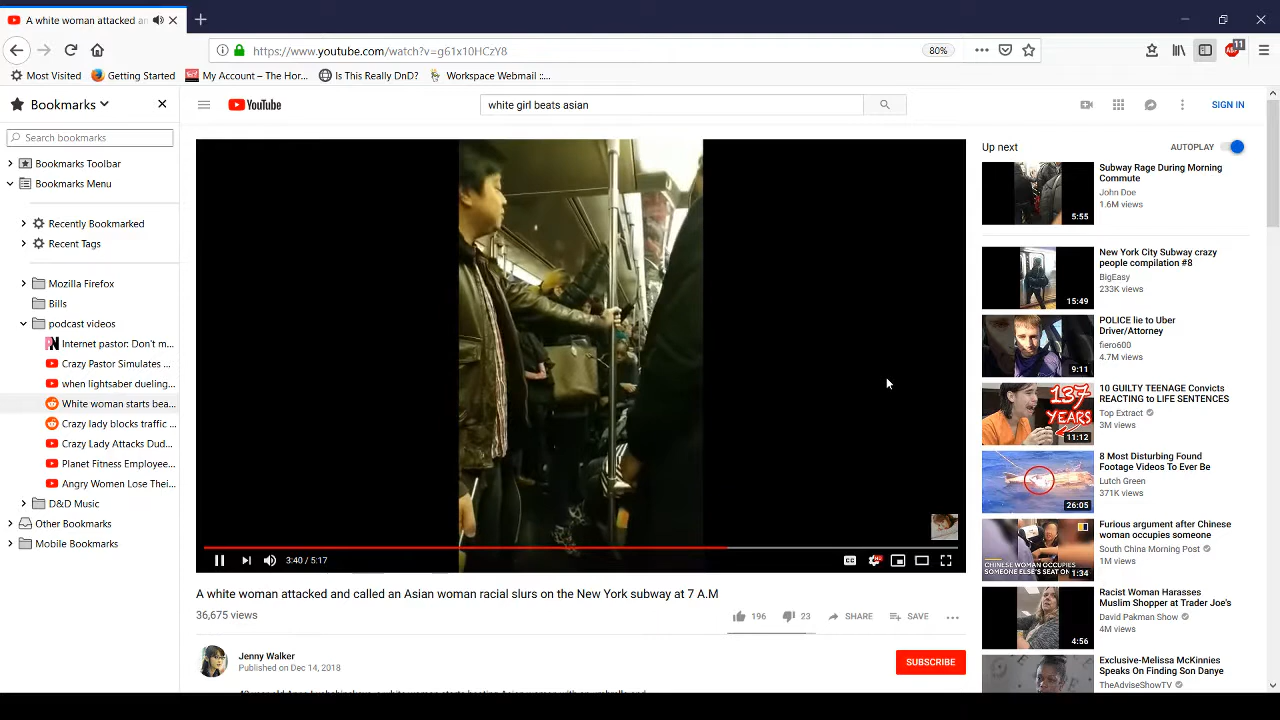 A white woman attacked an
https://www.youtube.com/watch?v=g61x10HCzY8
80%
11
Most Visited
Getting Started
My Account – The Hor...
Is This Really DnD?
Workspace Webmail ::...
Bookmarks
YouTube
white girl beats asian
SIGN IN
Search bookmarks
Bookmarks Toolbar
Bookmarks Menu
Recently Bookmarked
Recent Tags
Mozilla Firefox
Bills
podcast videos
Internet pastor: Don't m...
Crazy Pastor Simulates ...
when lightsaber dueling...
White woman starts bea...
Crazy lady blocks traffic ...
Crazy Lady Attacks Dud...
Planet Fitness Employee...
Angry Women Lose Thei...
D&D Music
Other Bookmarks
Mobile Bookmarks
3:40 / 5:17
CC
HD
A white woman attacked and called an Asian woman racial slurs on the New York subway at 7 A.M
36,675 views
196
23
SHARE
SAVE
Jenny Walker
Published on Dec 14, 2018
SUBSCRIBE
Up next
AUTOPLAY
Subway Rage During Morning
Commute
John Doe
1.6M views
5:55
New York City Subway crazy
people compilation #8
BigEasy
233K views
15:49
POLICE lie to Uber
Driver/Attorney
fiero600
4.7M views
9:11
10 GUILTY TEENAGE Convicts
REACTING to LIFE SENTENCES
Top Extract
3M views
137
YEARS
11:12
8 Most Disturbing Found
Footage Videos To Ever Be
Lutch Green
371K views
26:05
Furious argument after Chinese
woman occupies someone
South China Morning Post
1M views
CHINESE WOMAN OCCUPIES
SOMEONE ELSE'S SEAT ON
1:34
Racist Woman Harasses
Muslim Shopper at Trader Joe's
David Pakman Show
4M views
4:56
Exclusive-Melissa McKinnies
Speaks On Finding Son Danye
TheAdviseShowTV